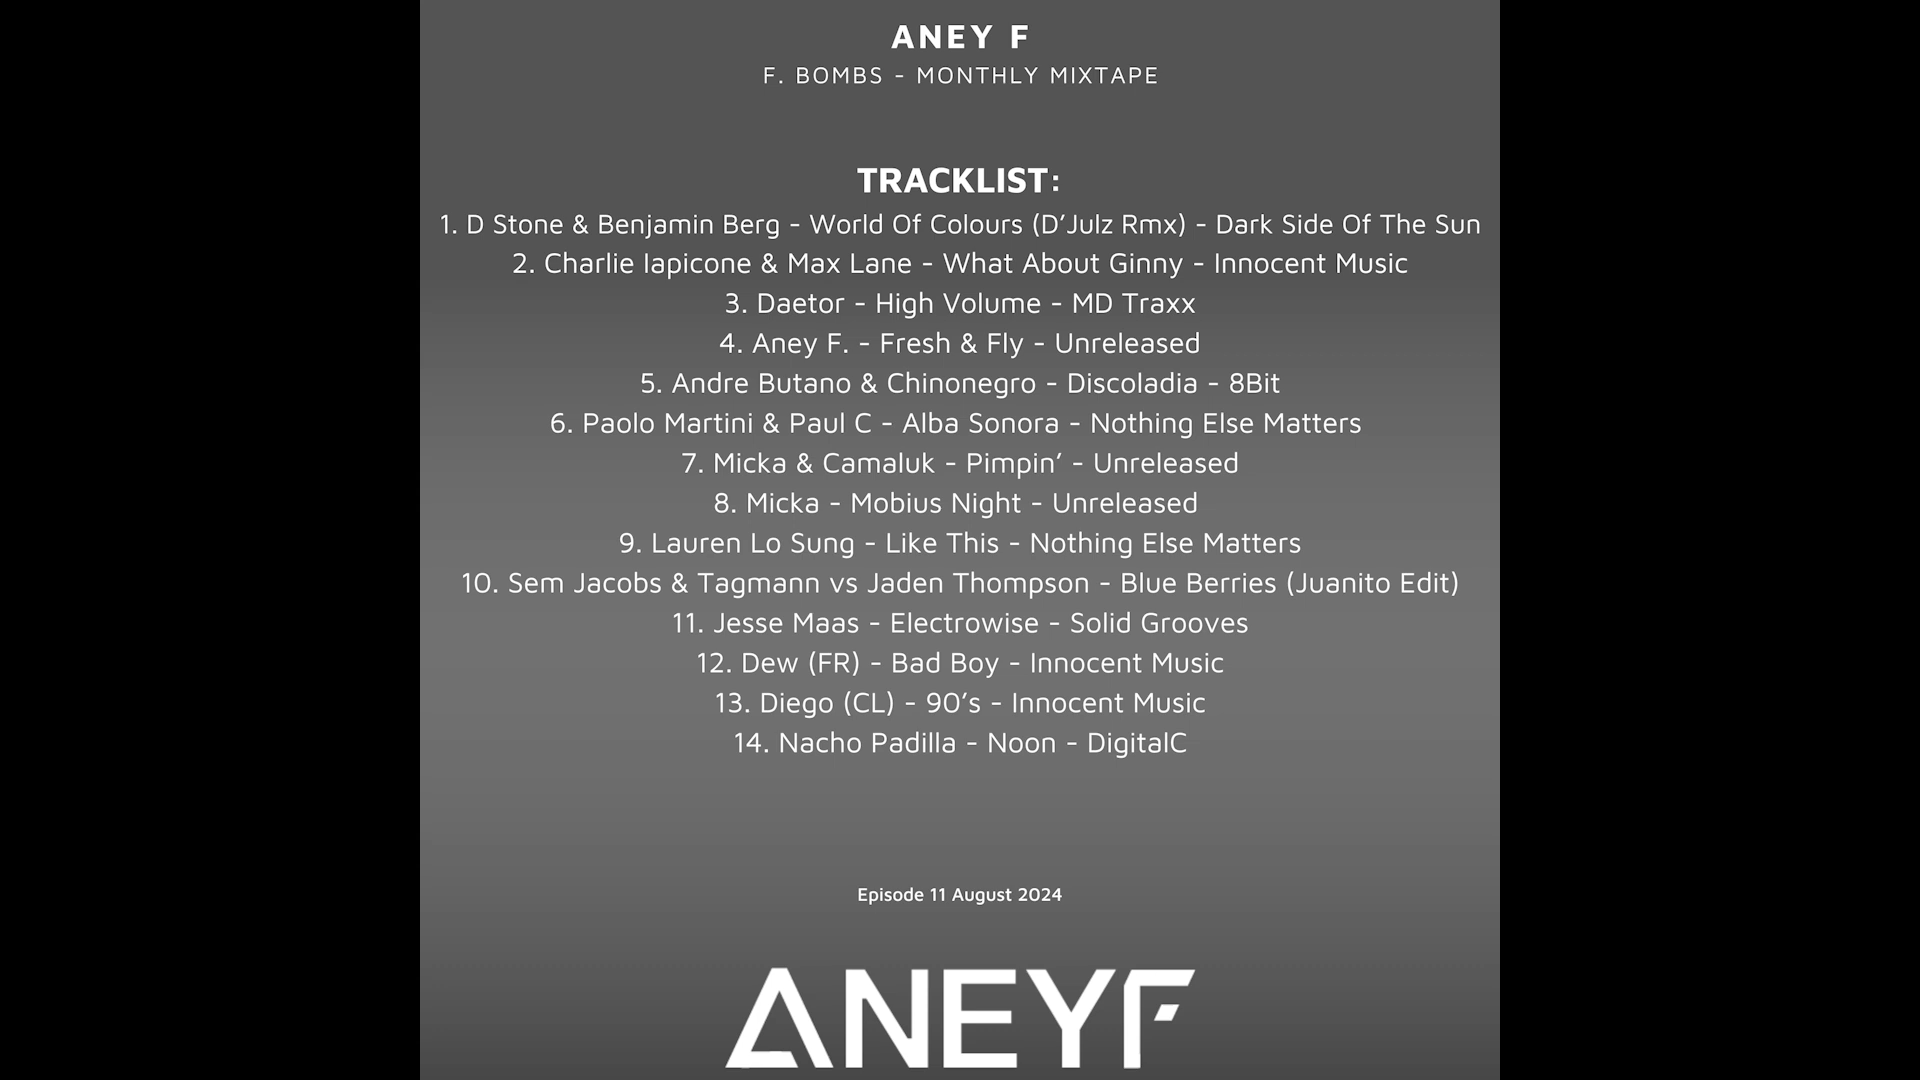 ANEY F
F. BOMBS - MONTHLY MIXTAPE
TRACKLIST:
1. D Stone & Benjamin Berg - World Of Colours (D’Julz Rmx) - Dark Side Of The Sun
2. Charlie Iapicone & Max Lane - What About Ginny - Innocent Music
3. Daetor - High Volume - MD Traxx
4. Aney F. - Fresh & Fly - Unreleased
5. Andre Butano & Chinonegro - Discoladia - 8Bit
6. Paolo Martini & Paul C - Alba Sonora - Nothing Else Matters
7. Micka & Camaluk - Pimpin’ - Unreleased
8. Micka - Mobius Night - Unreleased
9. Lauren Lo Sung - Like This - Nothing Else Matters
10. Sem Jacobs & Tagmann vs Jaden Thompson - Blue Berries (Juanito Edit)
11. Jesse Maas - Electrowise - Solid Grooves
12. Dew (FR) - Bad Boy - Innocent Music
13. Diego (CL) - 90’s - Innocent Music
14. Nacho Padilla - Noon - DigitalC
Episode 11 August 2024
ANEYF